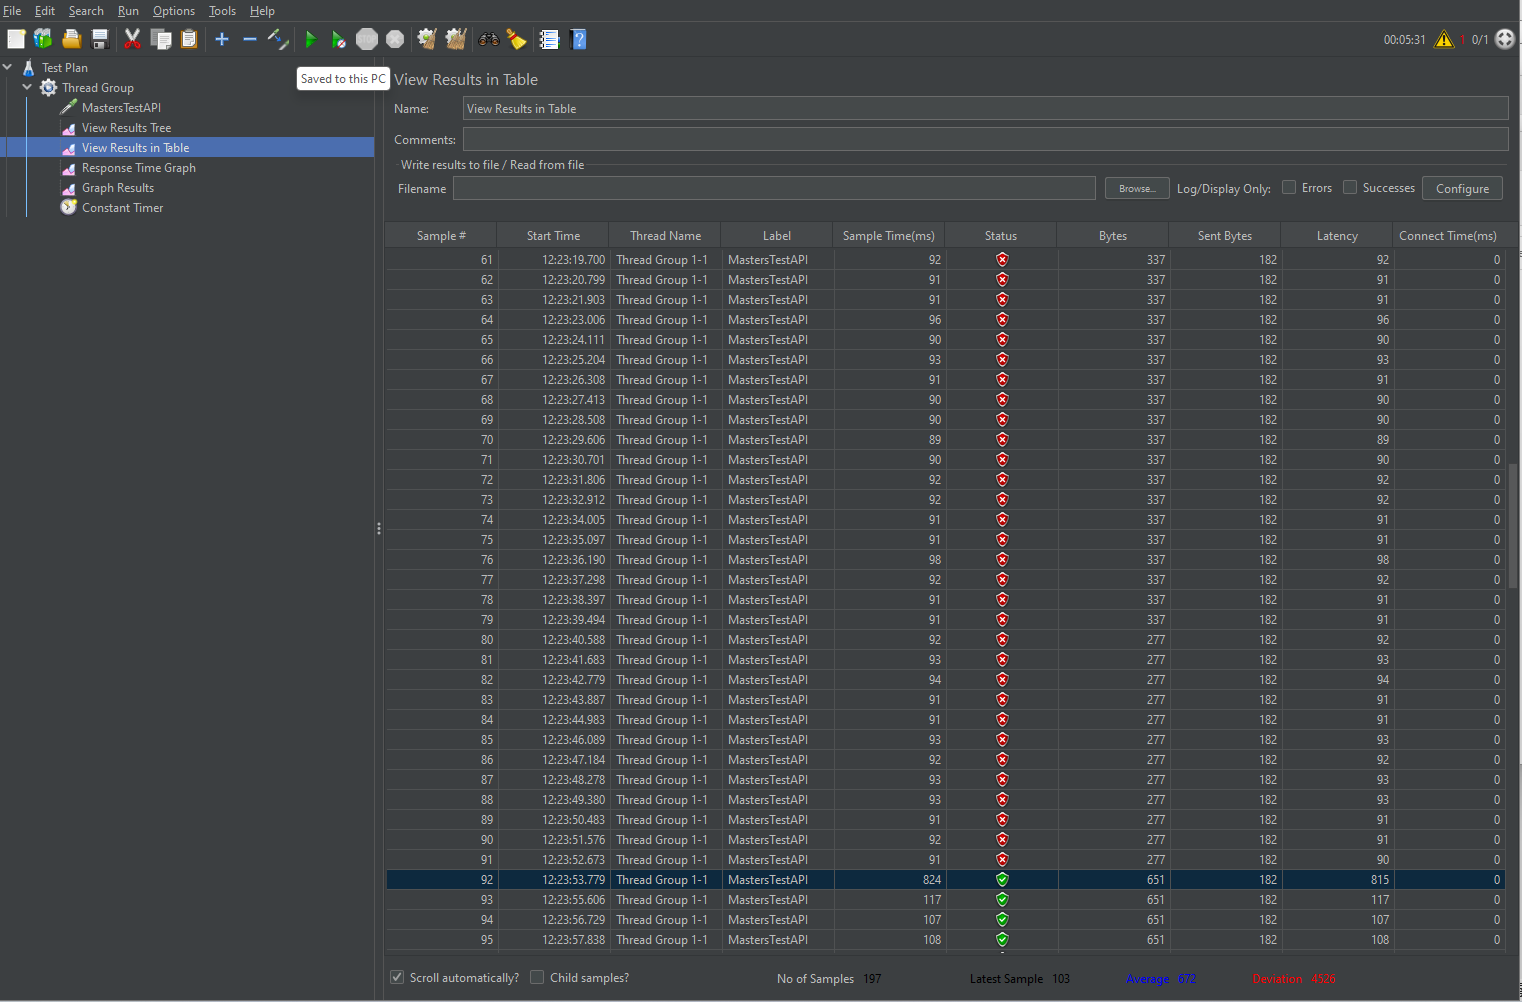 File Edit Search Run Options Tools Help
STOP
00:05:31 1 0/1
Test Plan
Thread Group
MastersTestAPI
View Results Tree
View Results in Table
Response Time Graph
Graph Results
Constant Timer
Saved to this PC
View Results in Table
Name: View Results in Table
Comments:
Write results to file / Read from file
Filename Browse... Log/Display Only: Errors Successes Configure
Sample # Start Time Thread Name Label Sample Time(ms) Status Bytes Sent Bytes Latency Connect Time(ms)
61 12:23:19.700 Thread Group 1-1 MastersTestAPI 92 337 182 92 0
62 12:23:20.799 Thread Group 1-1 MastersTestAPI 91 337 182 91 0
63 12:23:21.903 Thread Group 1-1 MastersTestAPI 91 337 182 91 0
64 12:23:23.006 Thread Group 1-1 MastersTestAPI 96 337 182 96 0
65 12:23:24.111 Thread Group 1-1 MastersTestAPI 90 337 182 90 0
66 12:23:25.204 Thread Group 1-1 MastersTestAPI 93 337 182 93 0
67 12:23:26.308 Thread Group 1-1 MastersTestAPI 91 337 182 91 0
68 12:23:27.413 Thread Group 1-1 MastersTestAPI 90 337 182 90 0
69 12:23:28.508 Thread Group 1-1 MastersTestAPI 90 337 182 90 0
70 12:23:29.606 Thread Group 1-1 MastersTestAPI 89 337 182 89 0
71 12:23:30.701 Thread Group 1-1 MastersTestAPI 90 337 182 90 0
72 12:23:31.806 Thread Group 1-1 MastersTestAPI 92 337 182 92 0
73 12:23:32.912 Thread Group 1-1 MastersTestAPI 92 337 182 92 0
74 12:23:34.005 Thread Group 1-1 MastersTestAPI 91 337 182 91 0
75 12:23:35.097 Thread Group 1-1 MastersTestAPI 91 337 182 91 0
76 12:23:36.190 Thread Group 1-1 MastersTestAPI 98 337 182 98 0
77 12:23:37.298 Thread Group 1-1 MastersTestAPI 92 337 182 92 0
78 12:23:38.397 Thread Group 1-1 MastersTestAPI 91 337 182 91 0
79 12:23:39.494 Thread Group 1-1 MastersTestAPI 91 337 182 91 0
80 12:23:40.588 Thread Group 1-1 MastersTestAPI 92 277 182 92 0
81 12:23:41.683 Thread Group 1-1 MastersTestAPI 93 277 182 93 0
82 12:23:42.779 Thread Group 1-1 MastersTestAPI 94 277 182 94 0
83 12:23:43.887 Thread Group 1-1 MastersTestAPI 91 277 182 91 0
84 12:23:44.983 Thread Group 1-1 MastersTestAPI 91 277 182 91 0
85 12:23:46.089 Thread Group 1-1 MastersTestAPI 93 277 182 93 0
86 12:23:47.184 Thread Group 1-1 MastersTestAPI 92 277 182 92 0
87 12:23:48.278 Thread Group 1-1 MastersTestAPI 93 277 182 93 0
88 12:23:49.380 Thread Group 1-1 MastersTestAPI 93 277 182 93 0
89 12:23:50.483 Thread Group 1-1 MastersTestAPI 91 277 182 91 0
90 12:23:51.576 Thread Group 1-1 MastersTestAPI 92 277 182 91 0
91 12:23:52.673 Thread Group 1-1 MastersTestAPI 91 277 182 90 0
92 12:23:53.779 Thread Group 1-1 MastersTestAPI 824 651 182 815 0
93 12:23:55.606 Thread Group 1-1 MastersTestAPI 117 651 182 117 0
94 12:23:56.729 Thread Group 1-1 MastersTestAPI 107 651 182 107 0
95 12:23:57.838 Thread Group 1-1 MastersTestAPI 108 651 182 108 0
Scroll automatically? Child samples? No of Samples 197 Latest Sample 103 Average 672 Deviation 4526